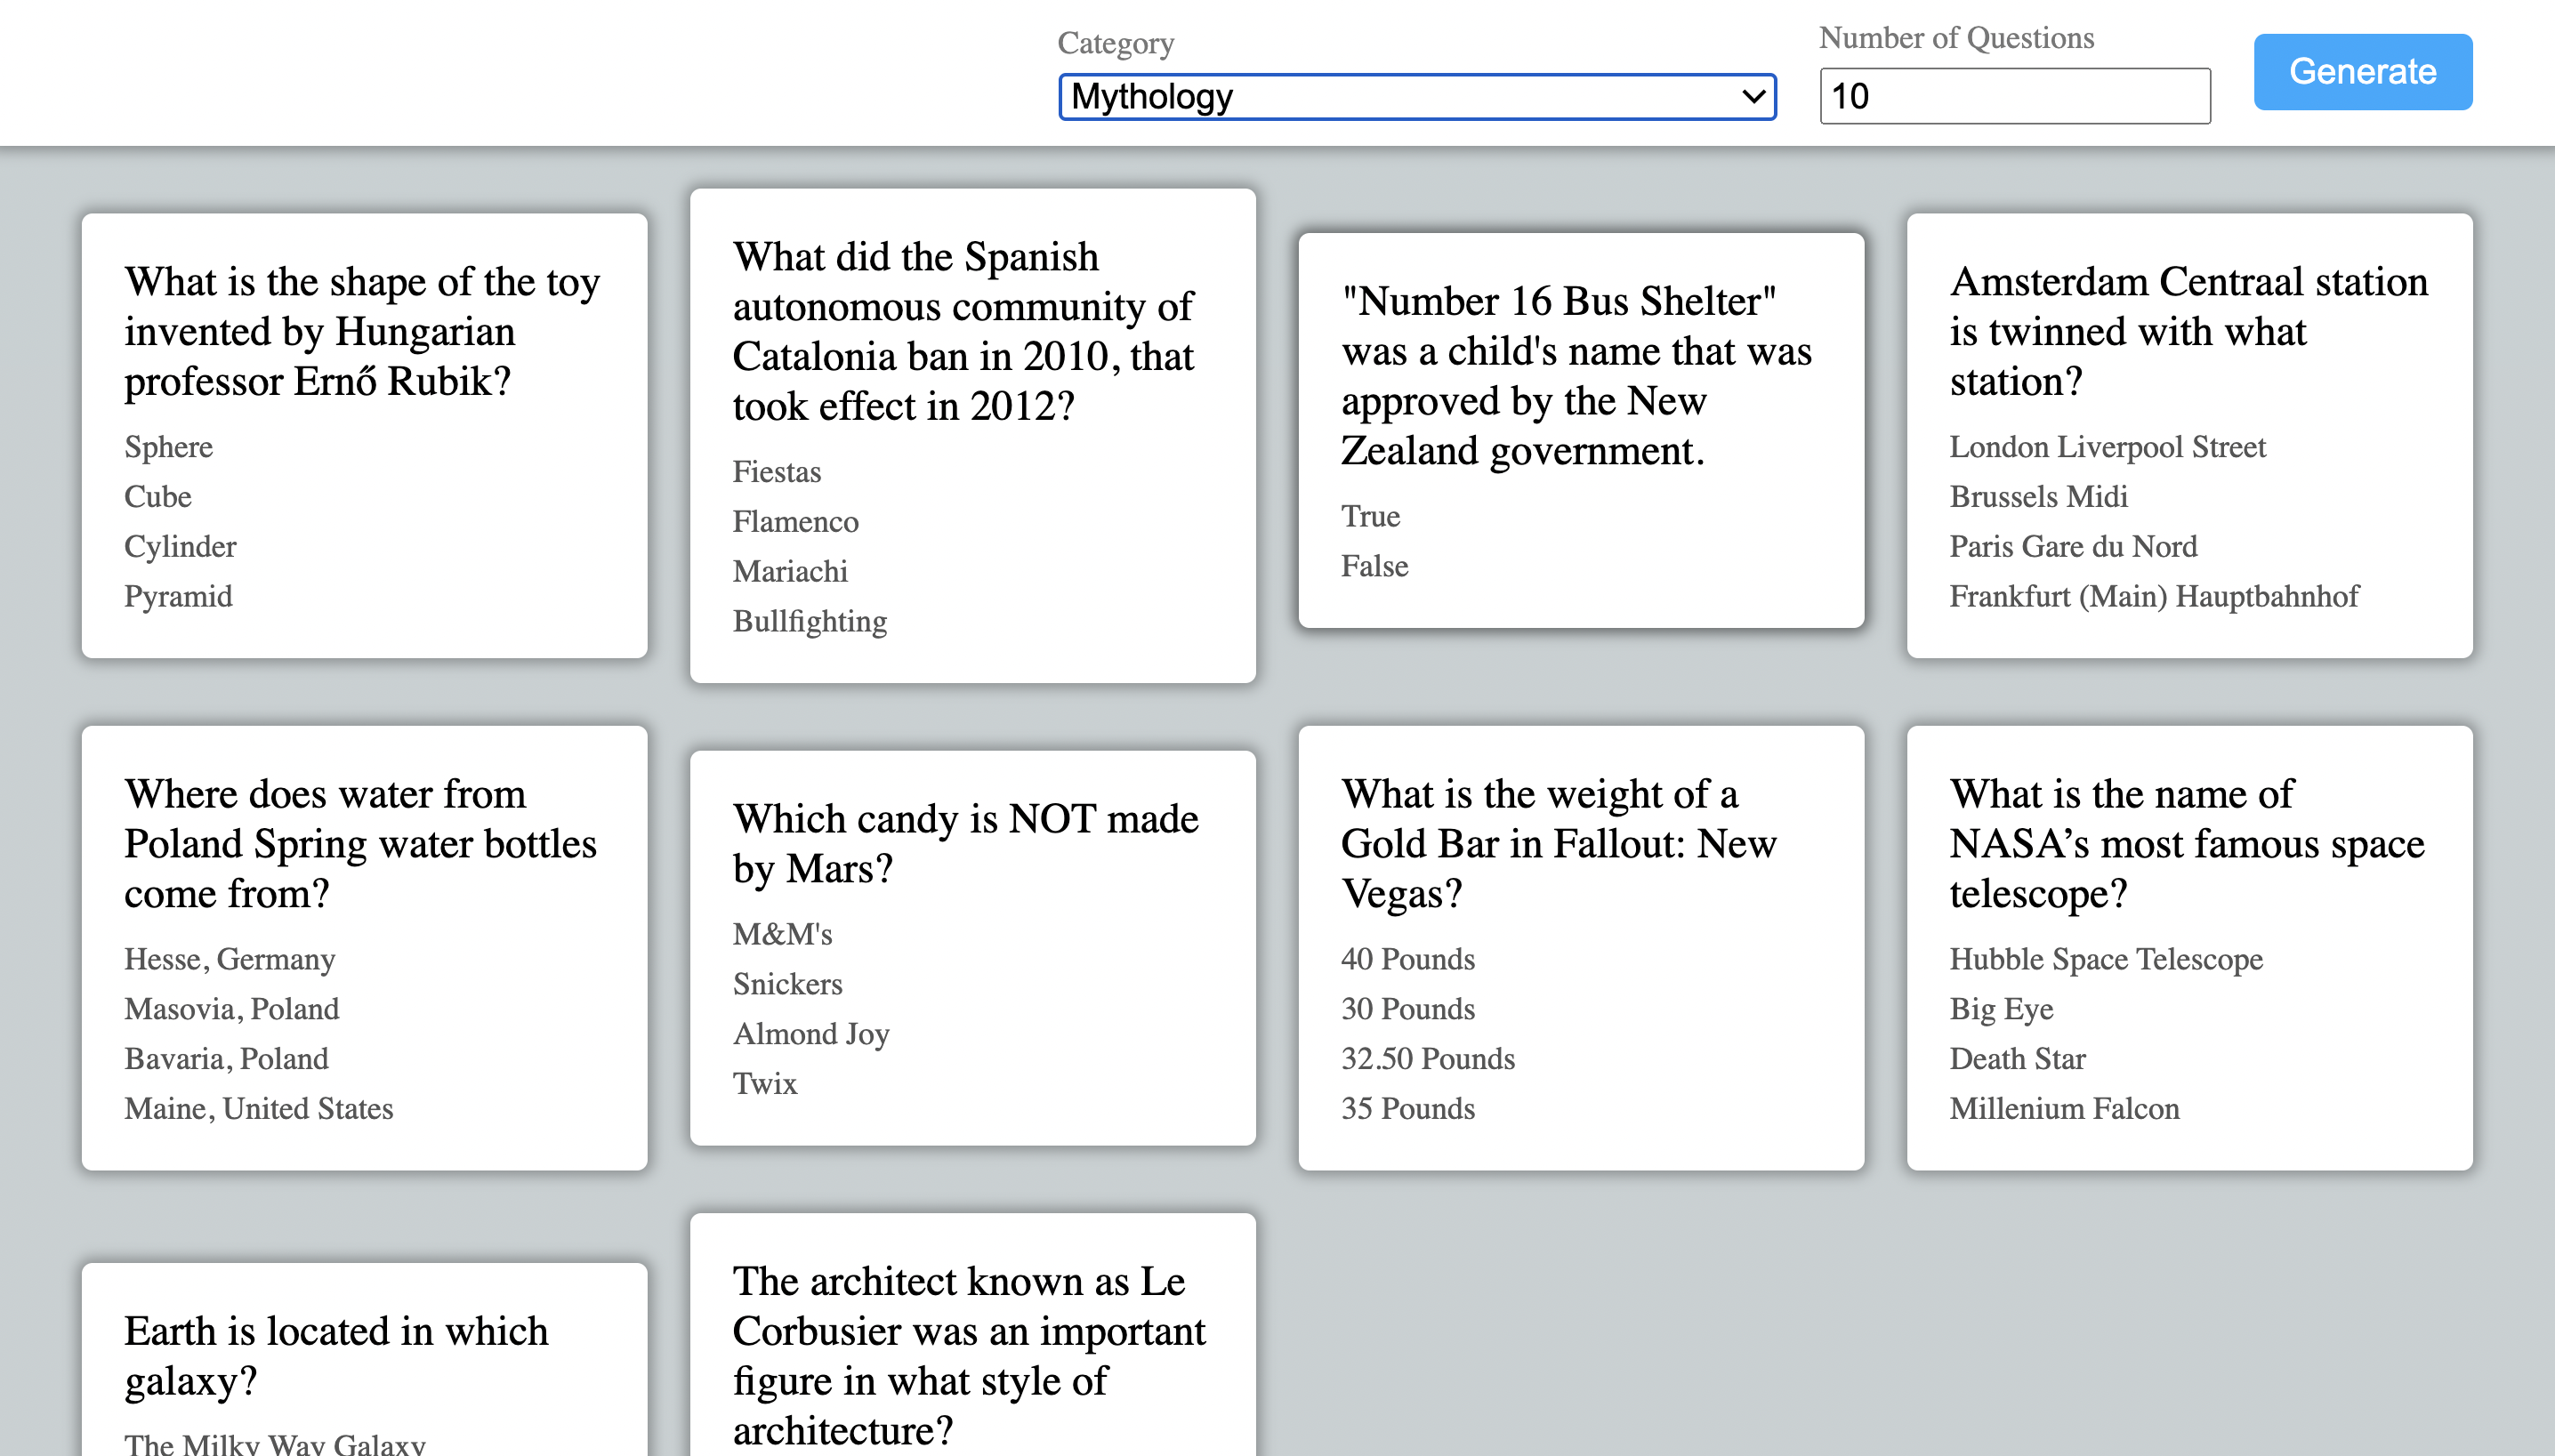 Category
Mythology
Number of Questions
10
Generate
What is the shape of the toy
invented by Hungarian
professor Ernő Rubik?
Sphere
Cube
Cylinder
Pyramid
What did the Spanish
autonomous community of
Catalonia ban in 2010, that
took effect in 2012?
Fiestas
Flamenco
Mariachi
Bullfighting
"Number 16 Bus Shelter"
was a child's name that was
approved by the New
Zealand government.
True
False
Amsterdam Centraal station
is twinned with what
station?
London Liverpool Street
Brussels Midi
Paris Gare du Nord
Frankfurt (Main) Hauptbahnhof
Where does water from
Poland Spring water bottles
come from?
Hesse, Germany
Masovia, Poland
Bavaria, Poland
Maine, United States
Which candy is NOT made
by Mars?
M&M's
Snickers
Almond Joy
Twix
What is the weight of a
Gold Bar in Fallout: New
Vegas?
40 Pounds
30 Pounds
32.50 Pounds
35 Pounds
What is the name of
NASA’s most famous space
telescope?
Hubble Space Telescope
Big Eye
Death Star
Millenium Falcon
Earth is located in which
galaxy?
The Milky Way Galaxy
The architect known as Le
Corbusier was an important
figure in what style of
architecture?